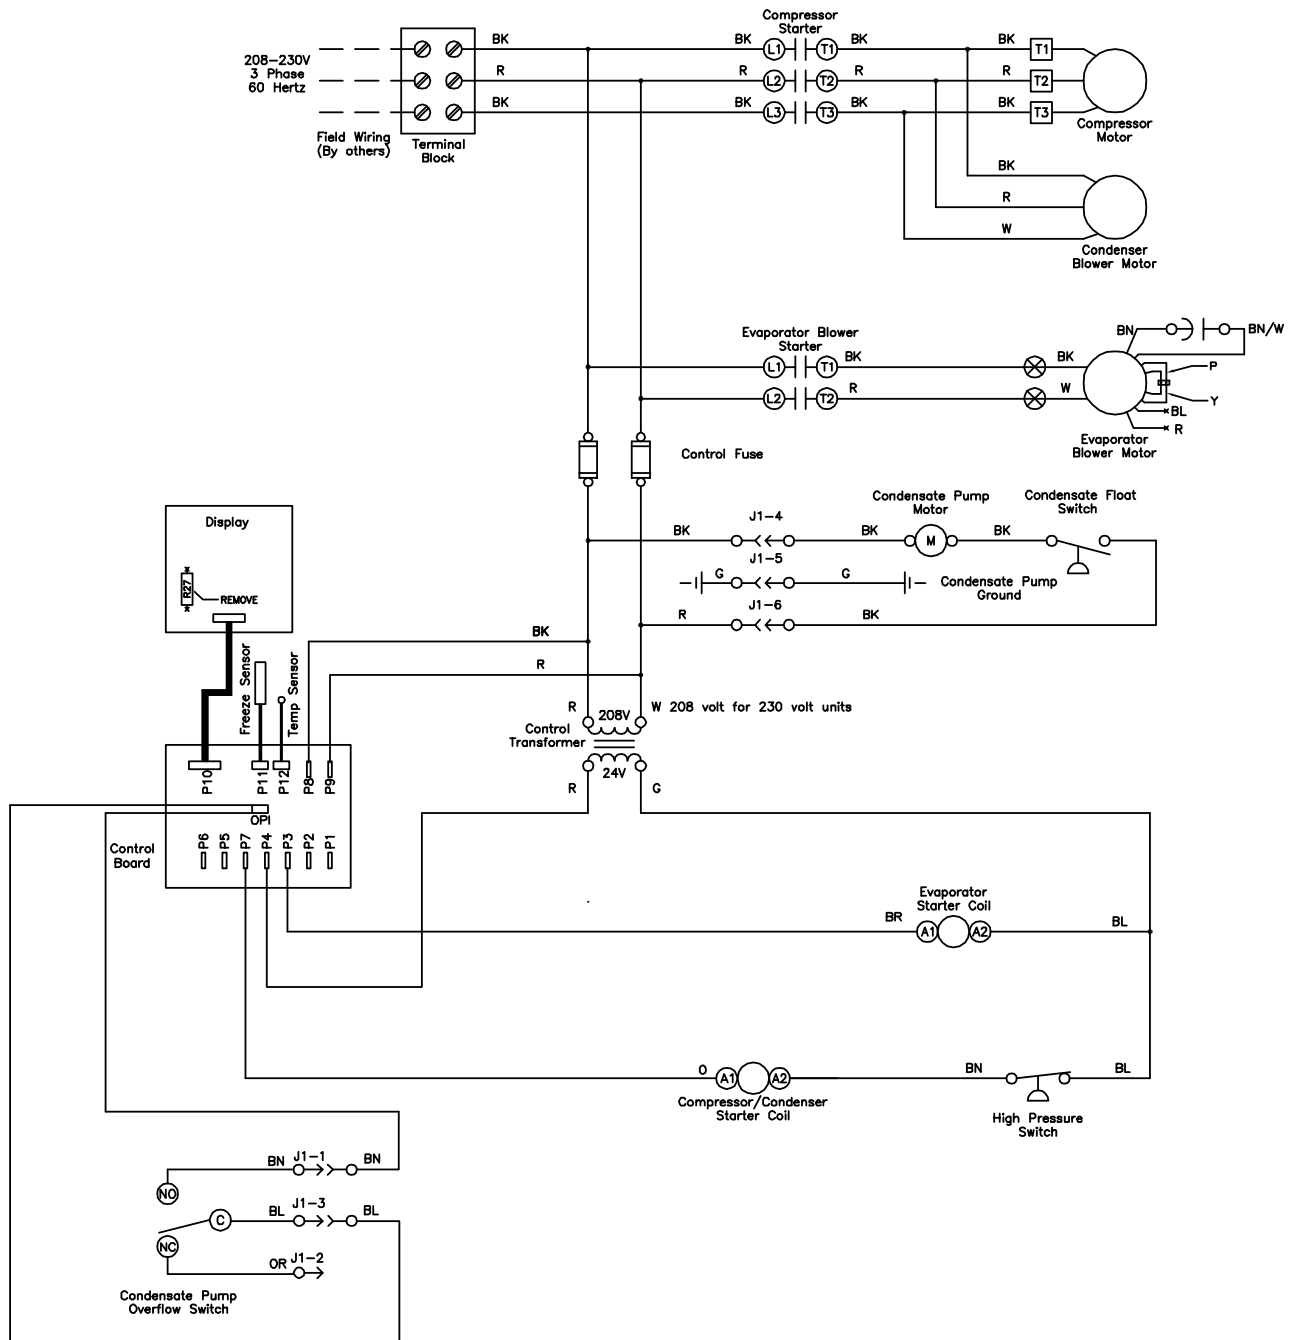 Compressor
Starter
BK
BK
L1
T1
BK
BK
T1
208-230V
3 Phase
60 Hertz
R
R
L2
T2
R
R
T2
BK
BK
L3
T3
BK
BK
T3
Field Wiring
(By others)
Terminal
Block
Compressor
Motor
BK
R
W
Condenser
Blower Motor
Evaporator Blower
Starter
BN
BN/W
L1
T1
BK
BK
P
L2
T2
R
W
Y
BL
R
Evaporator
Blower Motor
Control Fuse
Condensate Pump
Motor
Condensate Float
Switch
J1-4
BK
BK
M
BK
J1-5
G
G
Condensate Pump
Ground
J1-6
R
BK
Display
R27
REMOVE
BK
R
Freeze Sensor
Temp Sensor
R
208V
W 208 volt for 230 volt units
Control
Transformer
24V
R
G
P10
P11
P12
P8
P9
OPI
P6
P5
P7
P4
P3
P2
P1
Control
Board
Evaporator
Starter Coil
BR
A1
A2
BL
O
A1
A2
BN
BL
Compressor/Condenser
Starter Coil
High Pressure
Switch
BN
J1-1
BN
NO
C
BL
J1-3
BL
NC
OR
J1-2
Condensate Pump
Overflow Switch